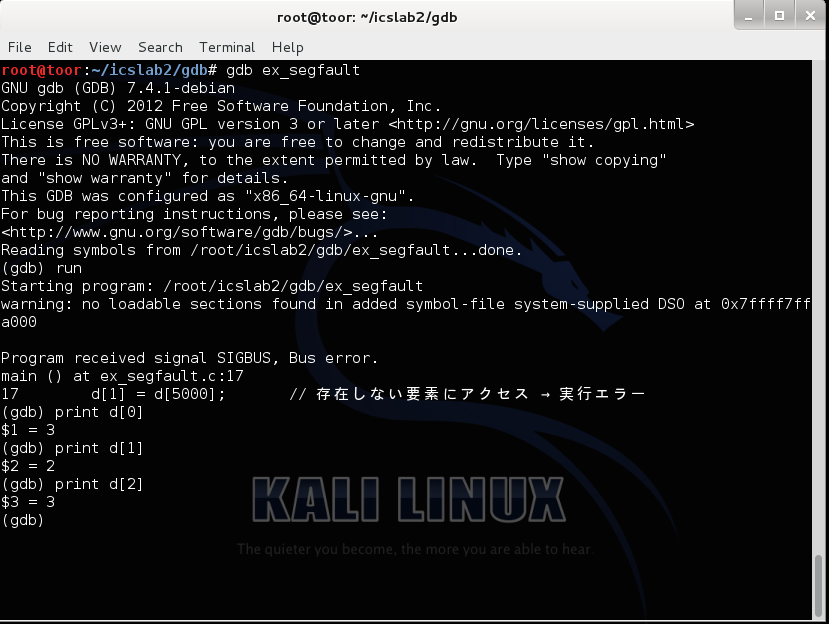 root@toor: ~/icslab2/gdb
File Edit View Search Terminal Help
root@toor:~/icslab2/gdb# gdb ex_segfault
GNU gdb (GDB) 7.4.1-debian
Copyright (C) 2012 Free Software Foundation, Inc.
License GPLv3+: GNU GPL version 3 or later <http://gnu.org/licenses/gpl.html>
This is free software: you are free to change and redistribute it.
There is NO WARRANTY, to the extent permitted by law.  Type "show copying"
and "show warranty" for details.
This GDB was configured as "x86_64-linux-gnu".
For bug reporting instructions, please see:
<http://www.gnu.org/software/gdb/bugs/>...
Reading symbols from /root/icslab2/gdb/ex_segfault...done.
(gdb) run
Starting program: /root/icslab2/gdb/ex_segfault
warning: no loadable sections found in added symbol-file system-supplied DSO at 0x7ffff7ff
a000
Program received signal SIGBUS, Bus error.
main () at ex_segfault.c:17
17        d[1] = d[5000];       // 存在しない要素にアクセス → 実行エラー
(gdb) print d[0]
$1 = 3
(gdb) print d[1]
$2 = 2
(gdb) print d[2]
$3 = 3
(gdb)
KALI LINUX
The quieter you become, the more you are able to hear.